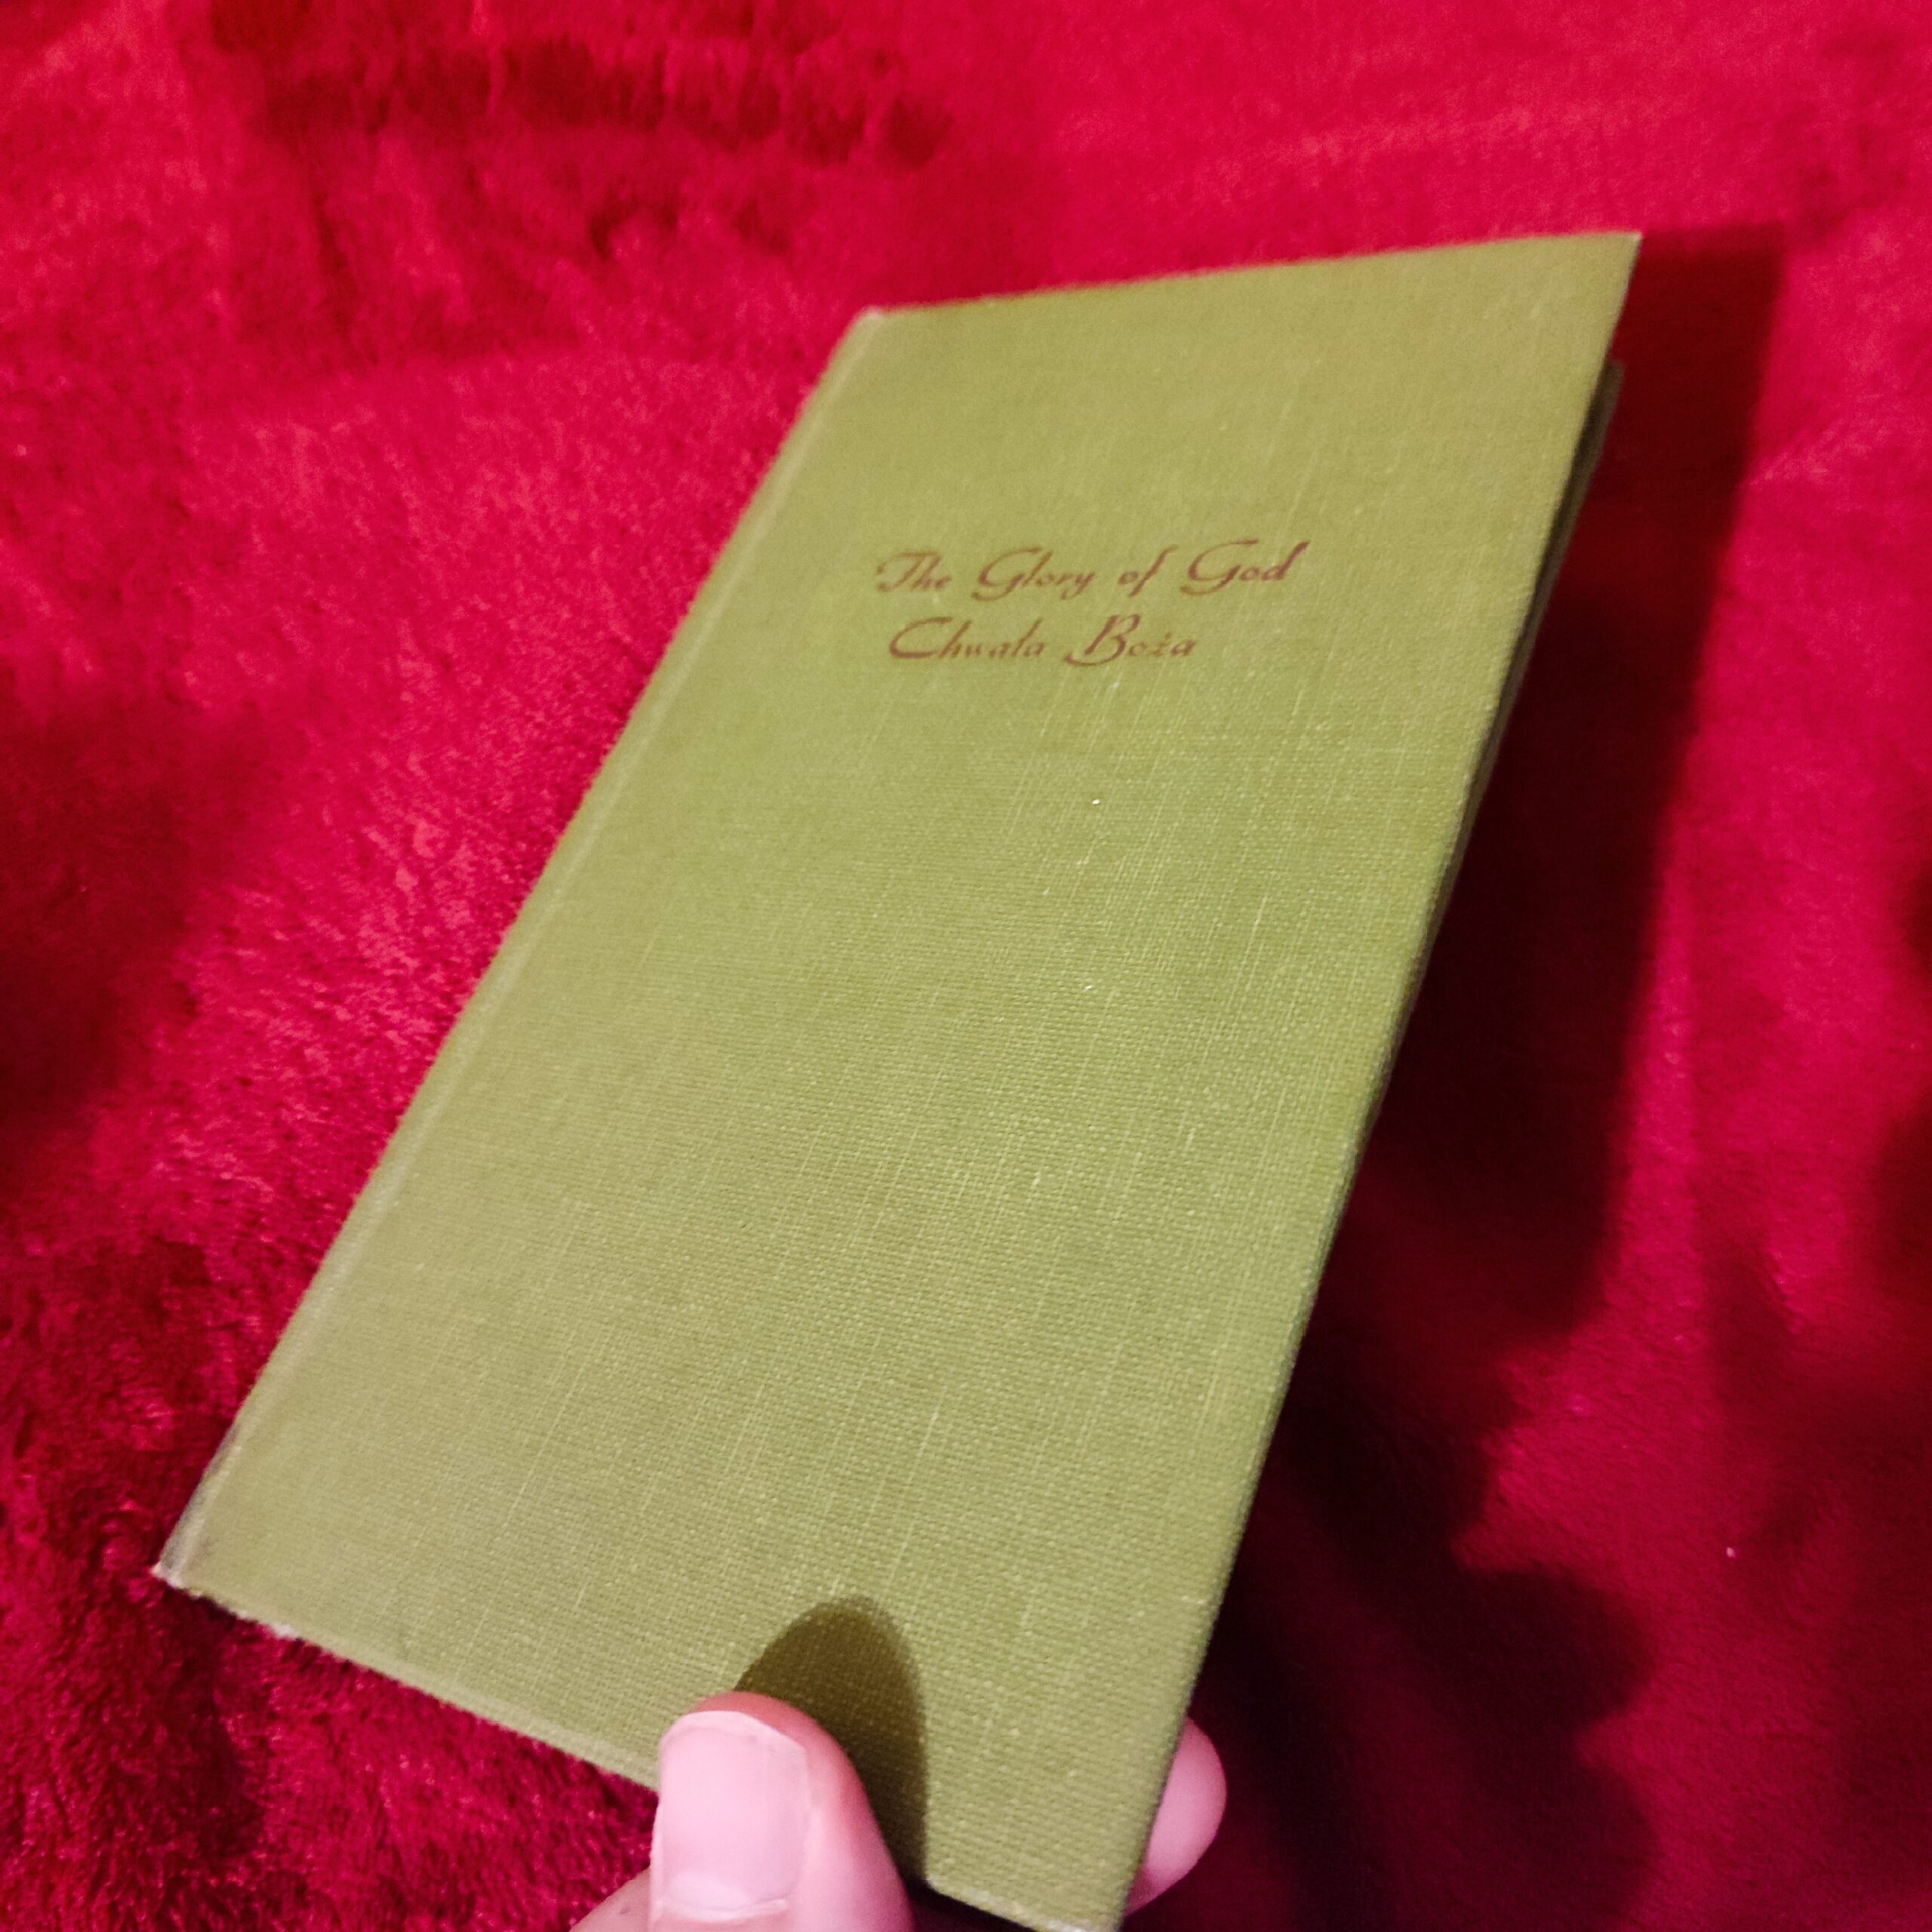 The Glory of God
Chwała Boża